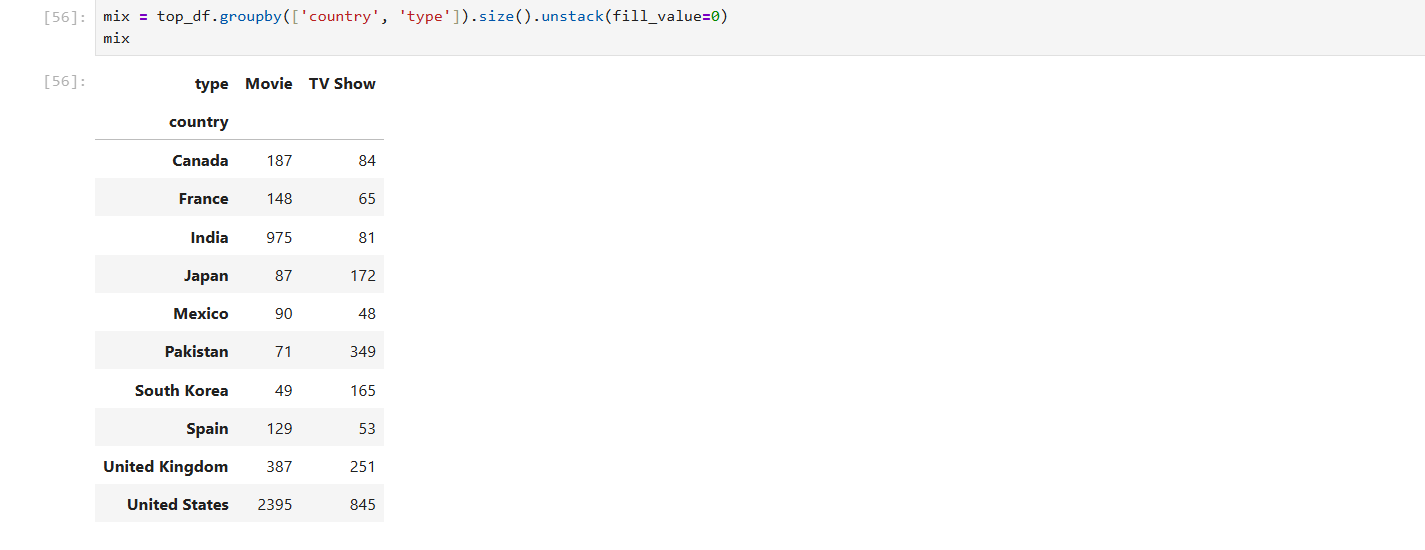 [56]: mix = top_df.groupby(['country', 'type']).size().unstack(fill_value=0)
mix
[56]: type Movie TV Show
country
Canada 187 84
France 148 65
India 975 81
Japan 87 172
Mexico 90 48
Pakistan 71 349
South Korea 49 165
Spain 129 53
United Kingdom 387 251
United States 2395 845